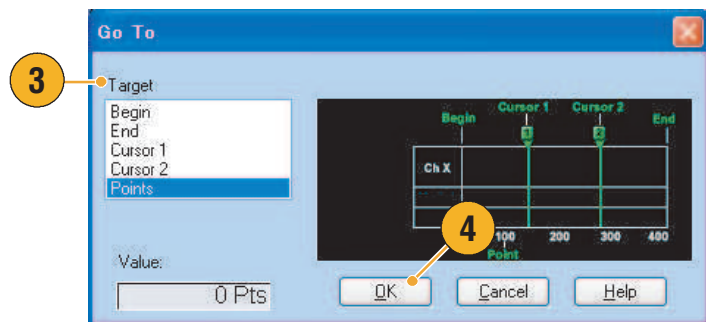 Go To
3
Target
Begin
End
Cursor 1
Cursor 2
Points
Begin
Cursor 1
Cursor 2
End
1
2
Ch X
100
200
300
400
Point
4
Value:
0 Pts
OK
Cancel
Help